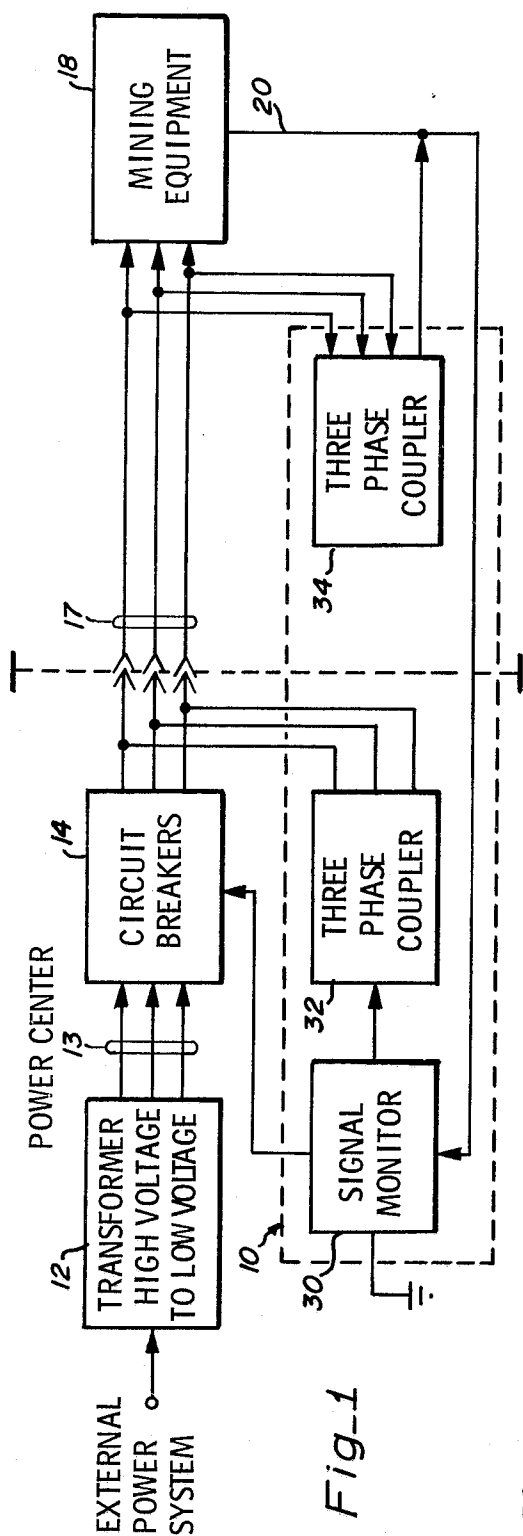 POWER CENTER
EXTERNAL
POWER
SYSTEM
12
TRANSFORMER
HIGH VOLTAGE
TO LOW VOLTAGE
13
14
CIRCUIT
BREAKERS
17
18
MINING
EQUIPMENT
20
10
30
SIGNAL
MONITOR
32
THREE
PHASE
COUPLER
34
THREE
PHASE
COUPLER
Fig_1